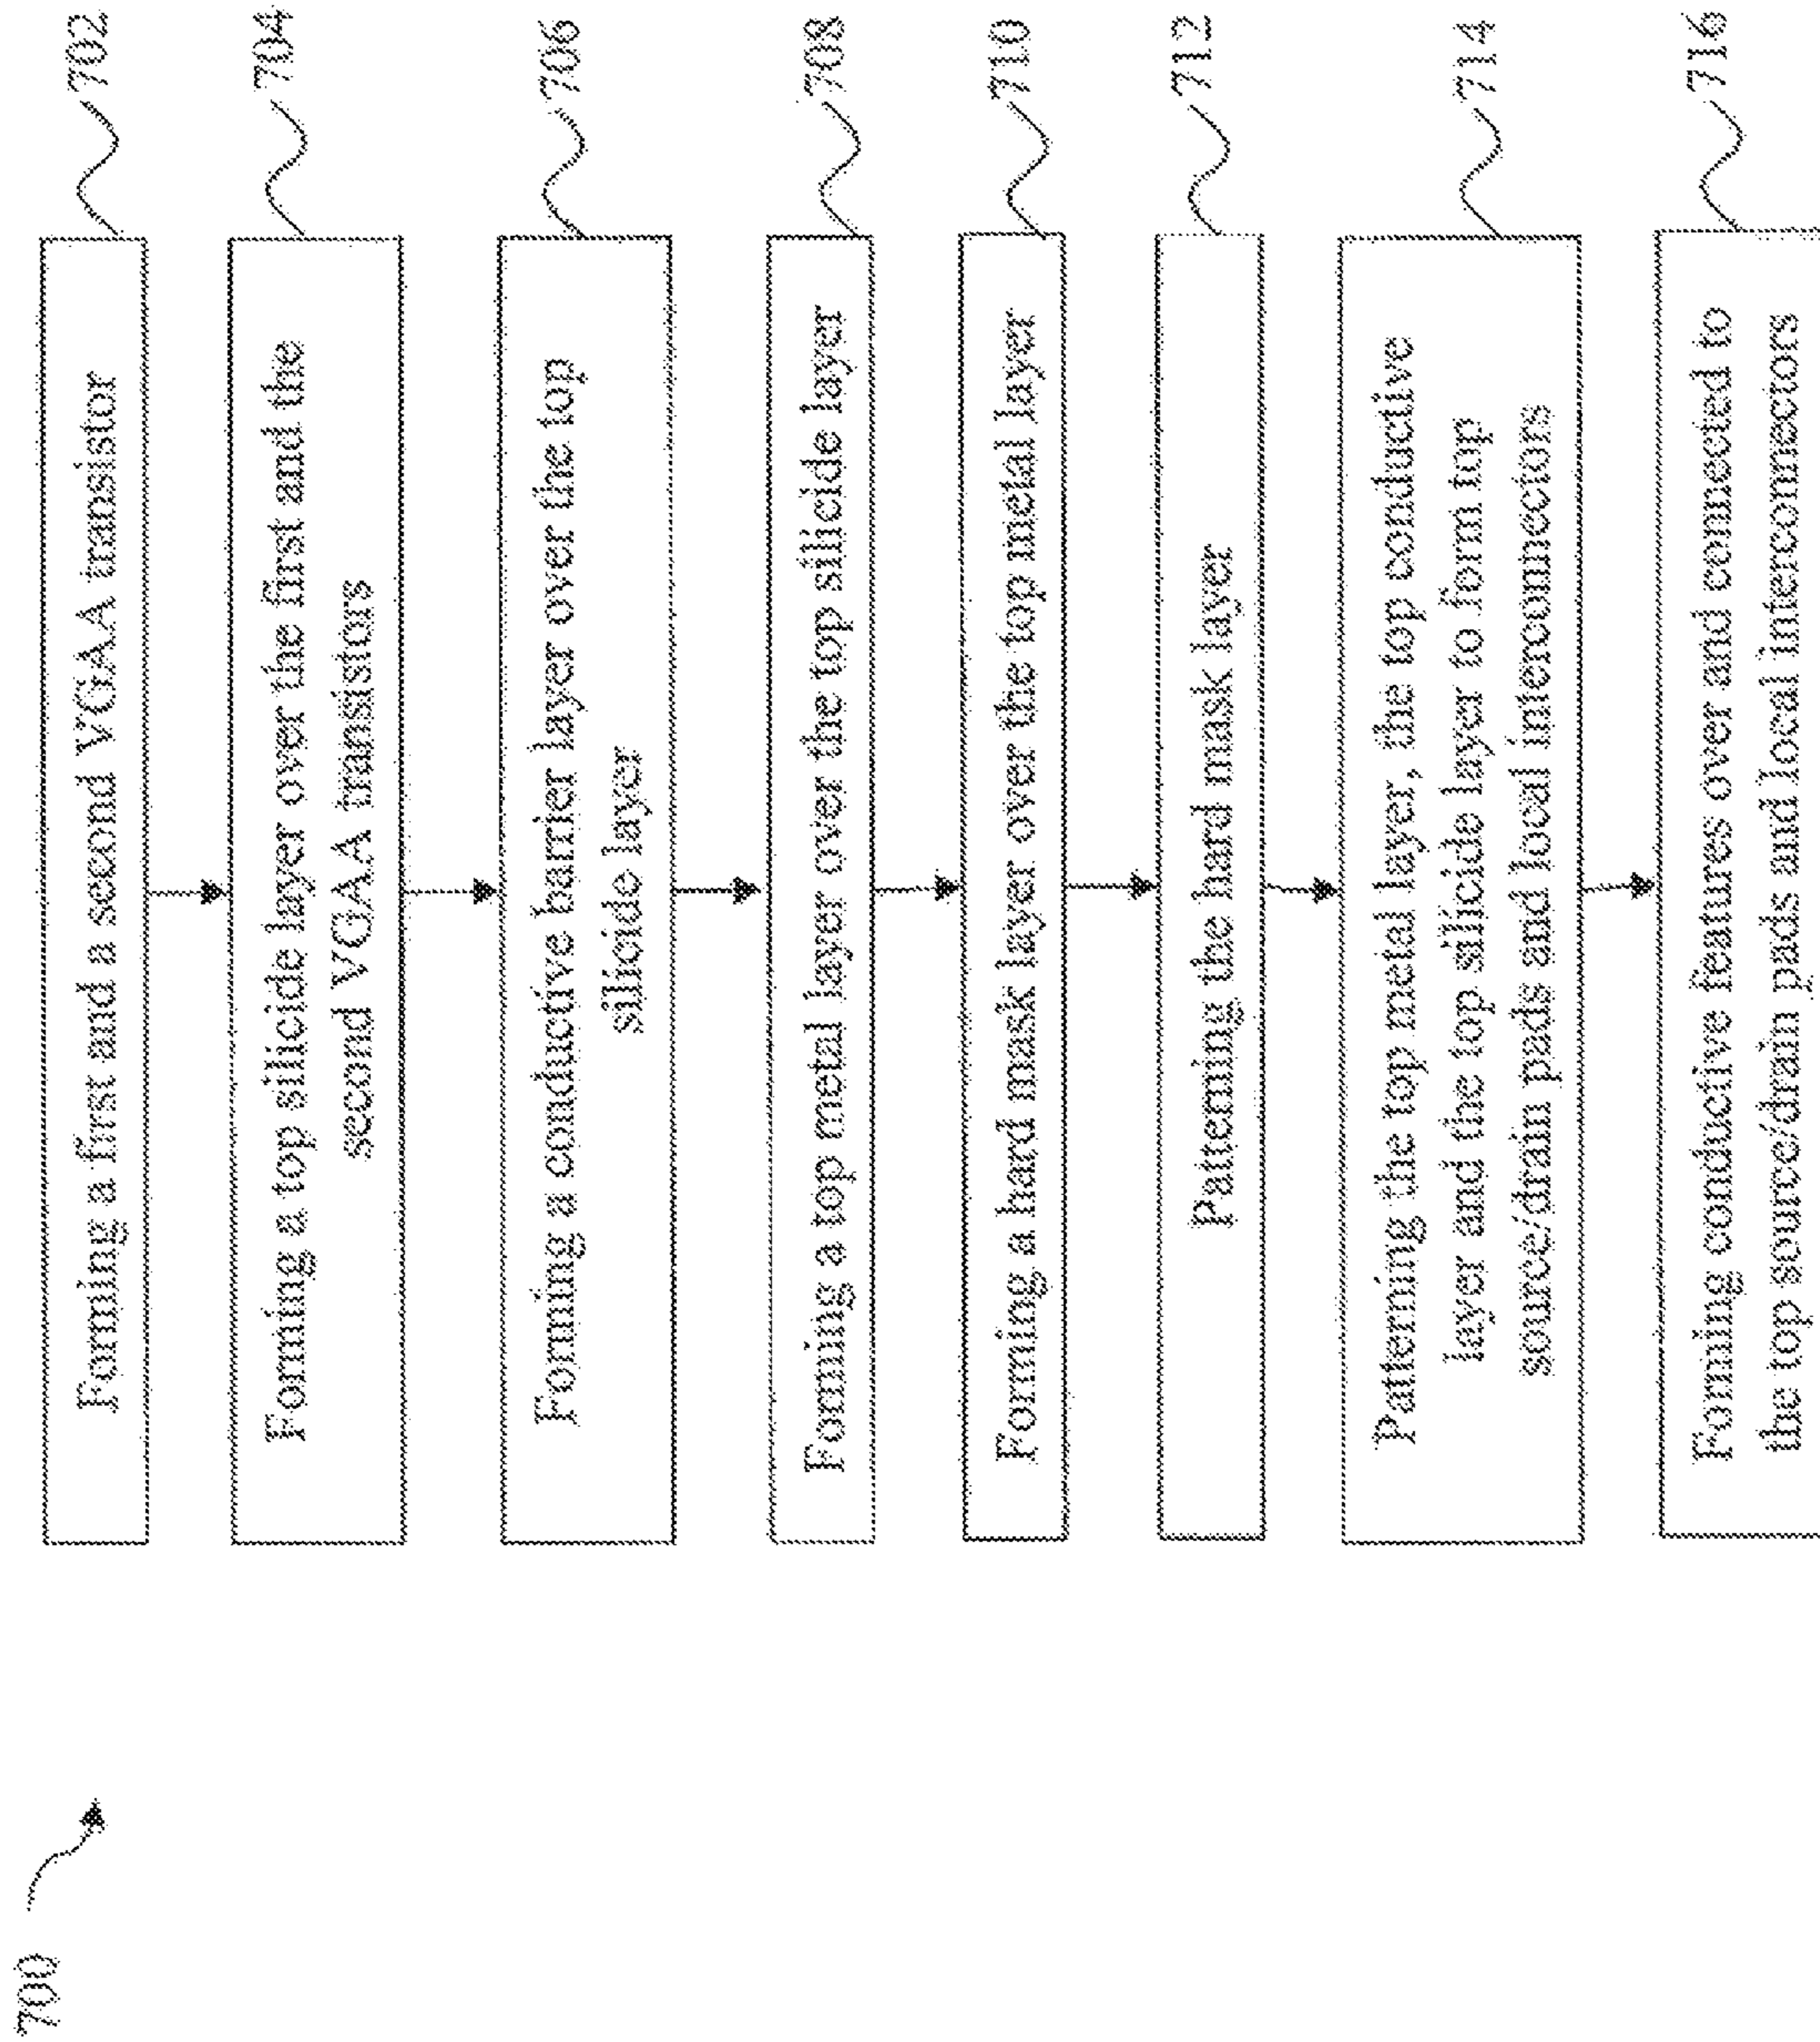 700
Forming a first and a second VGAA transistor
702
Forming a top silicide layer over the first and the
second VGAA transistors
704
Forming a conductive barrier layer over the top
silicide layer
706
Forming a top metal layer over the top silicide layer
708
Forming a hard mask layer over the top metal layer
710
Patterning the hard mask layer
712
Patterning the top metal layer, the top conductive
layer and the top silicide layer to form top
source/drain pads and local interconnectors
714
Forming conductive features over and connected to
the top source/drain pads and local interconnectors
716